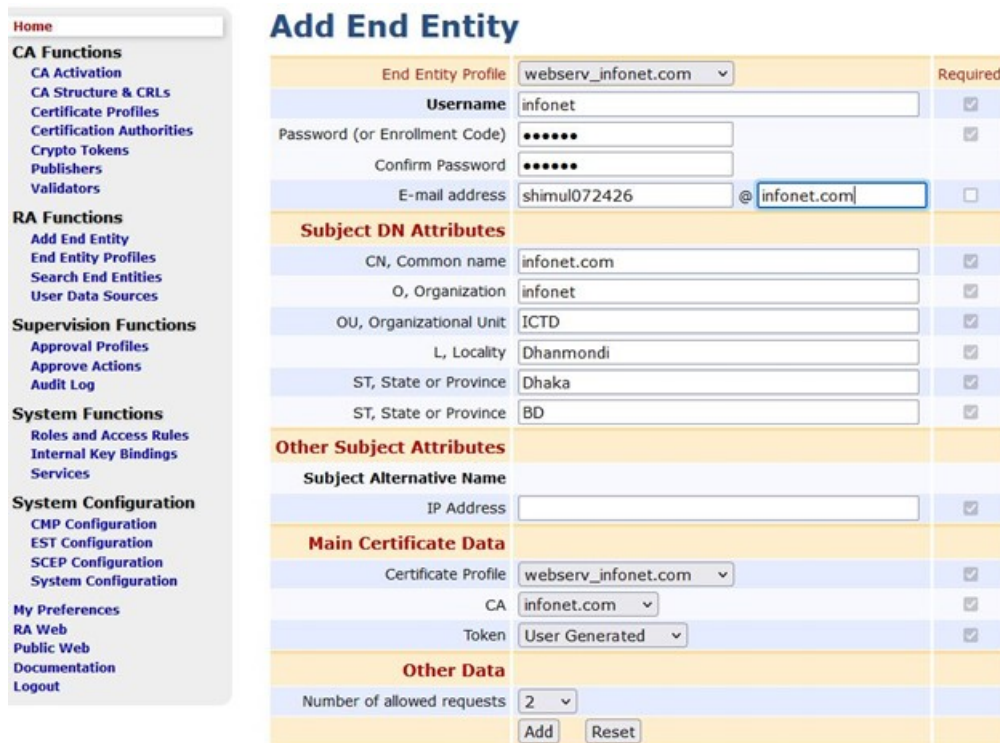 Home
CA Functions
CA Activation
CA Structure & CRLs
Certificate Profiles
Certification Authorities
Crypto Tokens
Publishers
Validators
RA Functions
Add End Entity
End Entity Profiles
Search End Entities
User Data Sources
Supervision Functions
Approval Profiles
Approve Actions
Audit Log
System Functions
Roles and Access Rules
Internal Key Bindings
Services
System Configuration
CMP Configuration
EST Configuration
SCEP Configuration
System Configuration
My Preferences
RA Web
Public Web
Documentation
Logout
Add End Entity
End Entity Profile webserv_infonet.com Required
Username infonet
Password (or Enrollment Code) ••••••
Confirm Password ••••••
E-mail address shimul072426 @ infonet.com
Subject DN Attributes
CN, Common name infonet.com
O, Organization infonet
OU, Organizational Unit ICTD
L, Locality Dhanmondi
ST, State or Province Dhaka
ST, State or Province BD
Other Subject Attributes
Subject Alternative Name
IP Address
Main Certificate Data
Certificate Profile webserv_infonet.com
CA infonet.com
Token User Generated
Other Data
Number of allowed requests 2
Add Reset